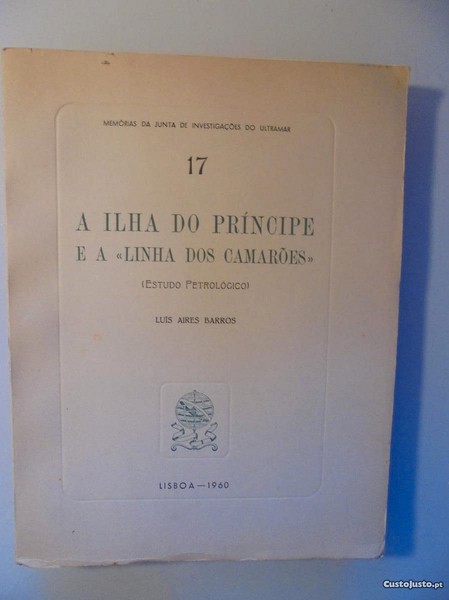 MEMÓRIAS DA JUNTA DE INVESTIGAÇÕES DO ULTRAMAR
17
A ILHA DO PRÍNCIPE
E A «LINHA DOS CAMARÕES»
(ESTUDO PETROLÓGICO)
LUÍS AIRES BARROS
LISBOA — 1960
CustoJusto.pt